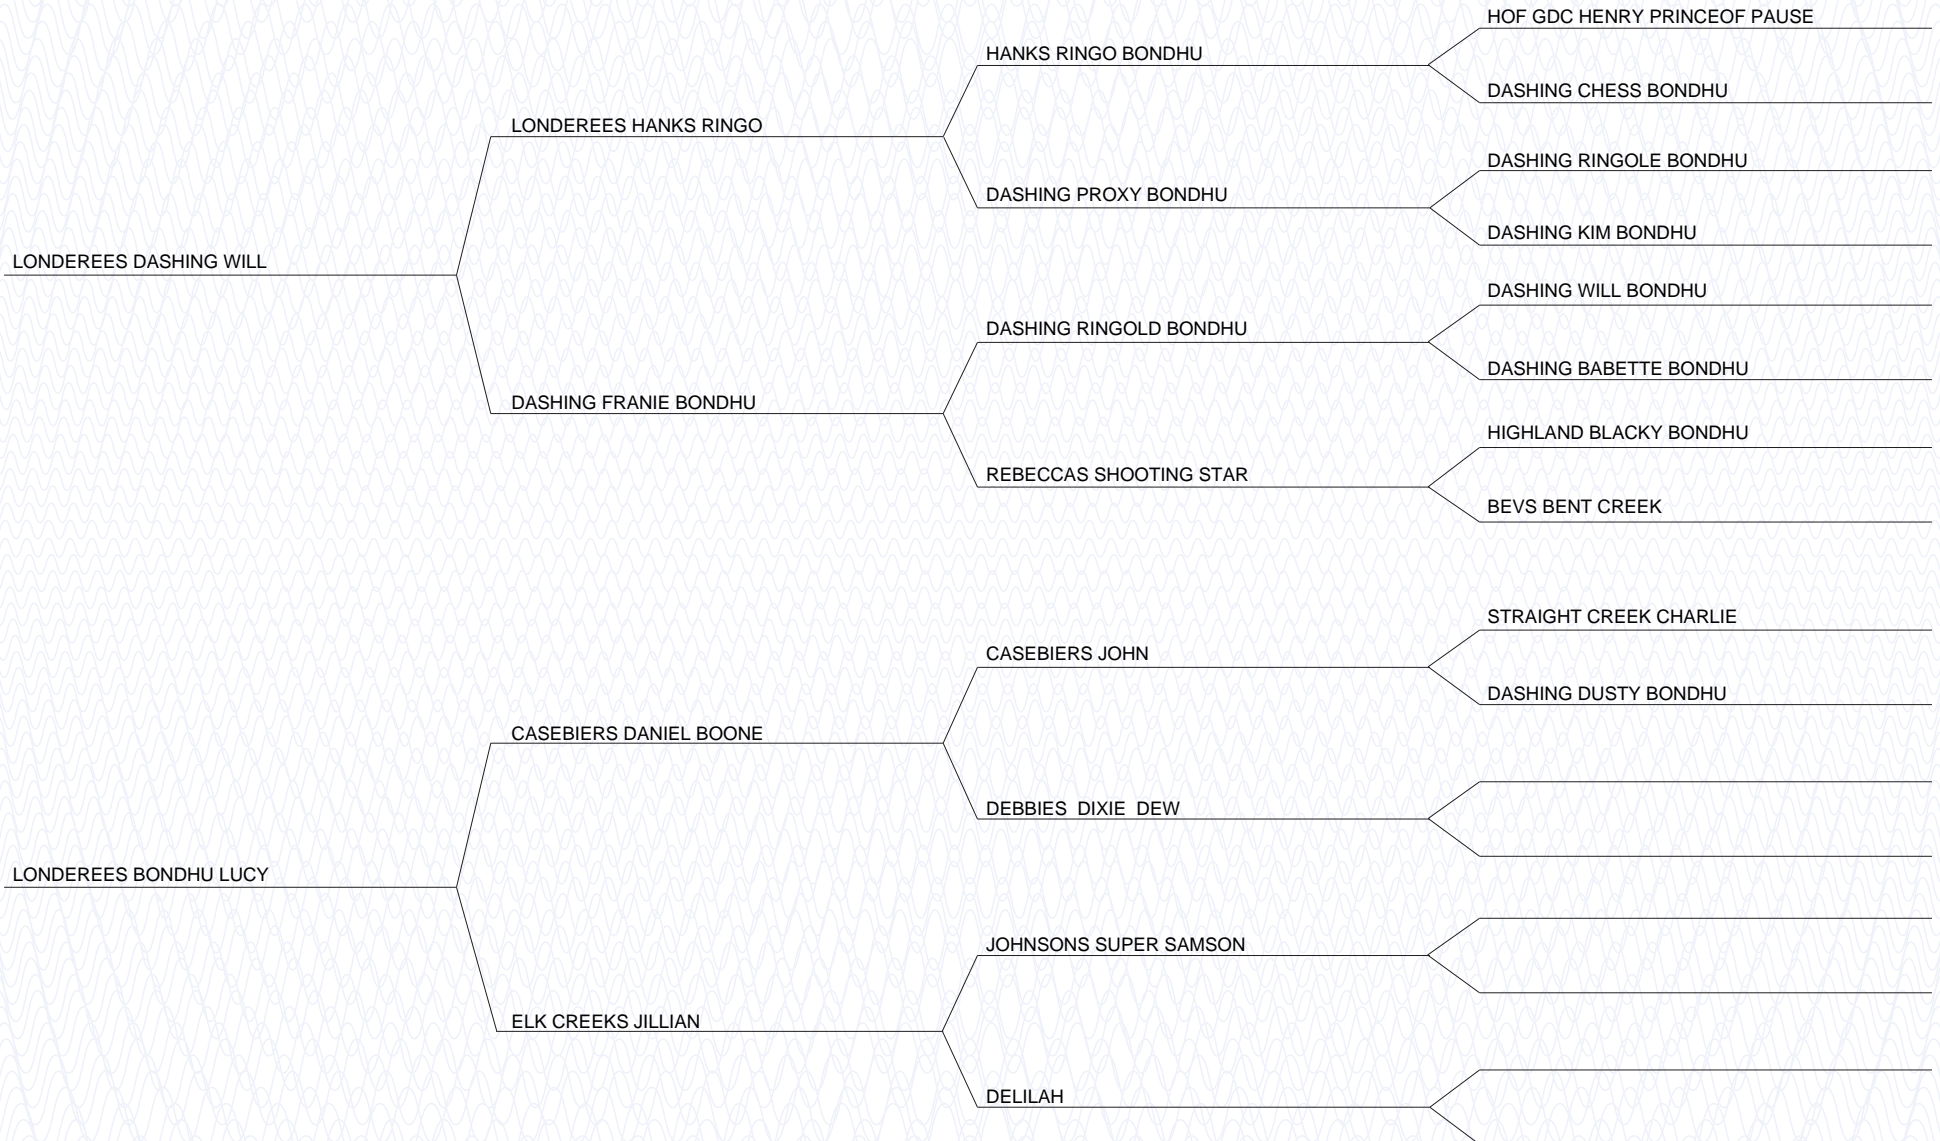 HOF GDC HENRY PRINCEOF PAUSE
HANKS RINGO BONDHU
DASHING CHESS BONDHU
LONDEREES HANKS RINGO
DASHING RINGOLE BONDHU
DASHING PROXY BONDHU
DASHING KIM BONDHU
LONDEREES DASHING WILL
DASHING WILL BONDHU
DASHING RINGOLD BONDHU
DASHING BABETTE BONDHU
DASHING FRANIE BONDHU
HIGHLAND BLACKY BONDHU
REBECCAS SHOOTING STAR
BEVS BENT CREEK
STRAIGHT CREEK CHARLIE
CASEBIERS JOHN
DASHING DUSTY BONDHU
CASEBIERS DANIEL BOONE
DEBBIES  DIXIE  DEW
LONDEREES BONDHU LUCY
JOHNSONS SUPER SAMSON
ELK CREEKS JILLIAN
DELILAH